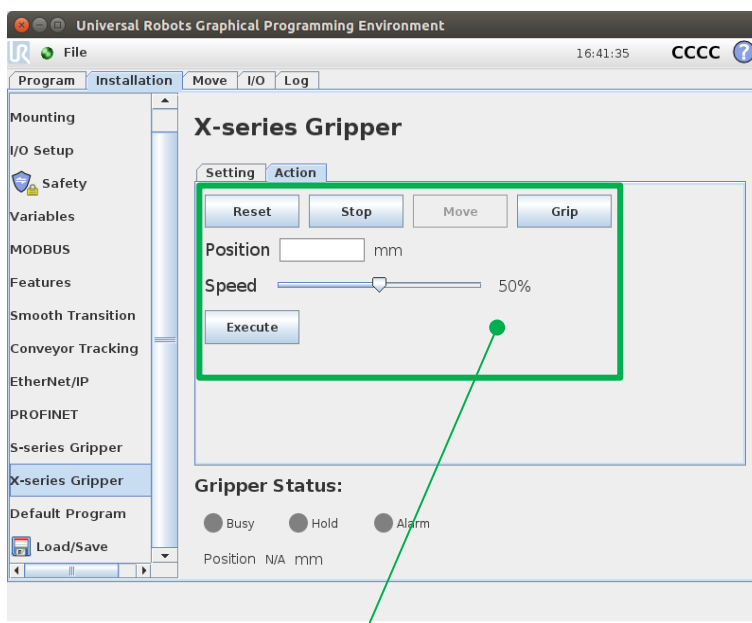 Universal Robots Graphical Programming Environment
File 16:41:35 CCCC ?
Program Installation Move I/O Log
Mounting
I/O Setup
Safety
Variables
MODBUS
Features
Smooth Transition
Conveyor Tracking
EtherNet/IP
PROFINET
S-series Gripper
X-series Gripper
Default Program
Load/Save
X-series Gripper
Setting Action
Reset Stop Move Grip
Position mm
Speed 50%
Execute
Gripper Status:
Busy Hold Alarm
Position N/A mm